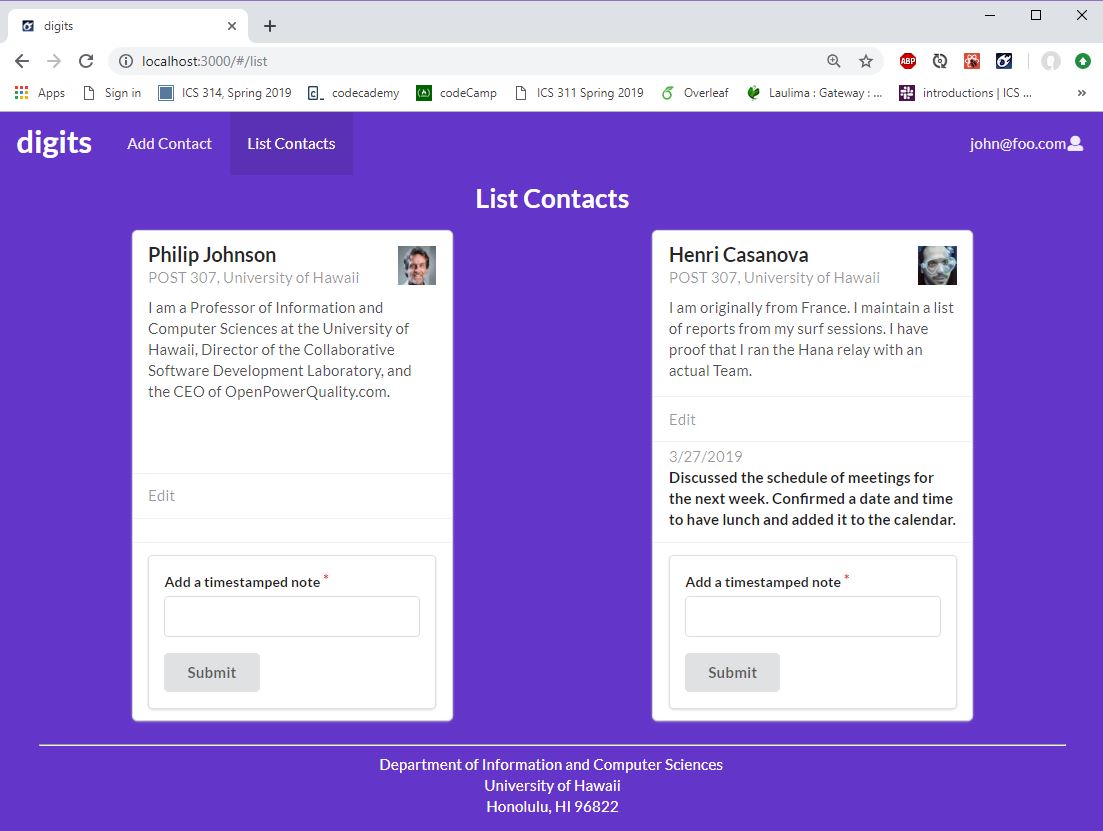 digits
localhost:3000/#/list
ABP
Apps Sign in ICS 314, Spring 2019 codecademy codeCamp ICS 311 Spring 2019 Overleaf Laulima : Gateway : ... introductions | ICS ... »
digits Add Contact List Contacts john@foo.com
List Contacts
Philip Johnson
POST 307, University of Hawaii
I am a Professor of Information and
Computer Sciences at the University of
Hawaii, Director of the Collaborative
Software Development Laboratory, and
the CEO of OpenPowerQuality.com.
Edit
Add a timestamped note *
Submit
Henri Casanova
POST 307, University of Hawaii
I am originally from France. I maintain a list
of reports from my surf sessions. I have
proof that I ran the Hana relay with an
actual Team.
Edit
3/27/2019
Discussed the schedule of meetings for
the next week. Confirmed a date and time
to have lunch and added it to the calendar.
Add a timestamped note *
Submit
Department of Information and Computer Sciences
University of Hawaii
Honolulu, HI 96822